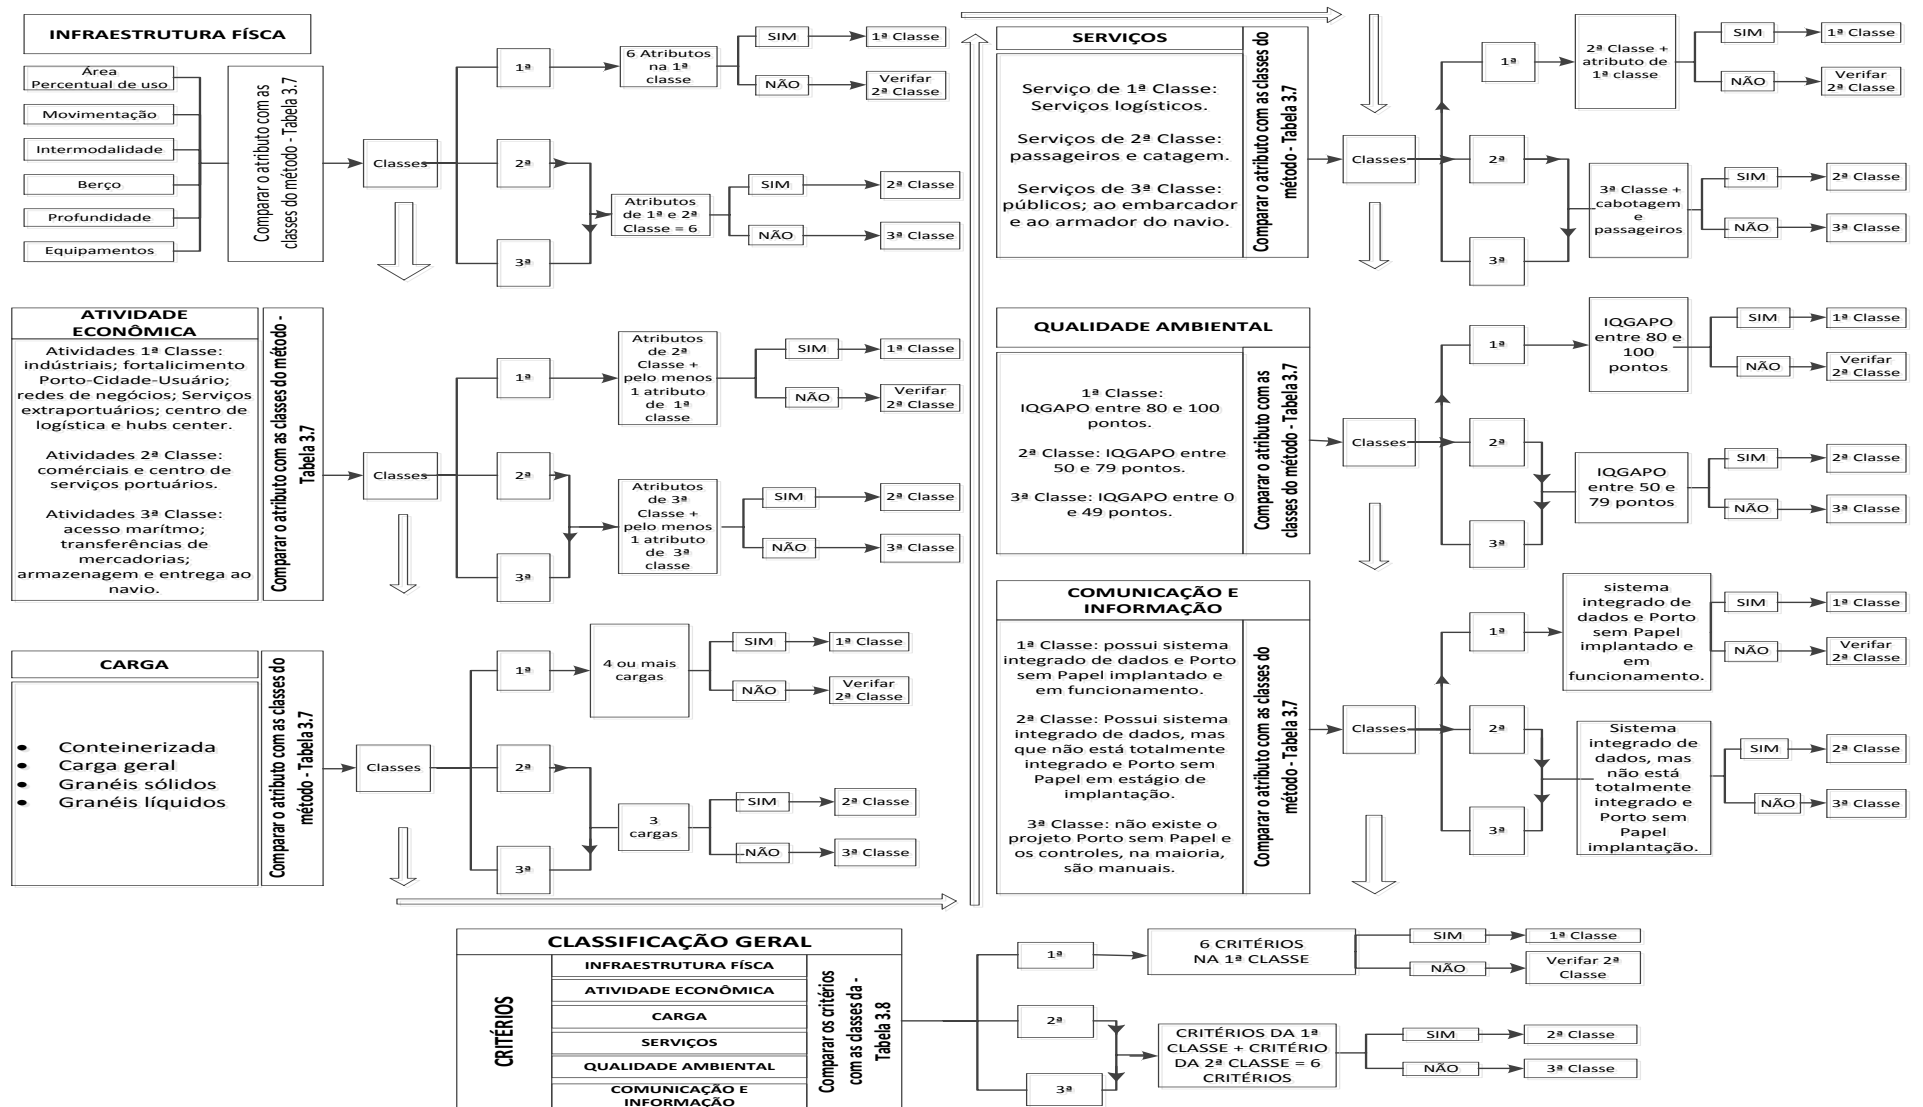 INFRAESTRUTURA FÍSCA
Área
Percentual de uso
Movimentação
Intermodalidade
Berço
Profundidade
Equipamentos
Comparar o atributo com as
classes do método - Tabela 3.7
Classes
1ª
2ª
3ª
6 Atributos
na 1ª
classe
SIM
1ª Classe
NÃO
Verifar
2ª Classe
Atributos
de 1ª e 2ª
Classe = 6
SIM
2ª Classe
NÃO
3ª Classe
ATIVIDADE
ECONÔMICA
Atividades 1ª Classe:
indústriais; fortalicimento
Porto-Cidade-Usuário;
redes de negócios; Serviços
extraportuários; centro de
logística e hubs center.
Atividades 2ª Classe:
comérciais e centro de
serviços portuários.
Atividades 3ª Classe:
acesso marítmo;
transferências de
mercadorias;
armazenagem e entrega ao
navio.
Comparar o atributo com as classes do método -
Tabela 3.7
Classes
1ª
2ª
3ª
Atributos
de 2ª
Classe +
pelo menos
1 atributo
de 1ª
classe
SIM
1ª Classe
NÃO
Verifar
2ª Classe
Atributos
de 3ª
Classe +
pelo menos
1 atributo
de 3ª
classe
SIM
2ª Classe
NÃO
3ª Classe
CARGA
• Conteinerizada
• Carga geral
• Granéis sólidos
• Granéis líquidos
Comparar o atributo com as classes do
método - Tabela 3.7
Classes
1ª
2ª
3ª
4 ou mais
cargas
SIM
1ª Classe
NÃO
Verifar
2ª Classe
3
cargas
SIM
2ª Classe
NÃO
3ª Classe
SERVIÇOS
Serviço de 1ª Classe:
Serviços logísticos.
Serviços de 2ª Classe:
passageiros e catagem.
Serviços de 3ª Classe:
públicos; ao embarcador
e ao armador do navio.
Comparar o atributo com as classes do
método - Tabela 3.7
Classes
1ª
2ª
3ª
2ª Classe +
atributo de
1ª classe
SIM
1ª Classe
NÃO
Verifar
2ª Classe
3ª Classe +
cabotagem
e
passageiros
SIM
2ª Classe
NÃO
3ª Classe
QUALIDADE AMBIENTAL
1ª Classe:
IQGAPO entre 80 e 100
pontos.
2ª Classe: IQGAPO entre
50 e 79 pontos.
3ª Classe: IQGAPO entre 0
e 49 pontos.
Comparar o atributo com as
classes do método - Tabela 3.7
Classes
1ª
2ª
3ª
IQGAPO
entre 80 e
100
pontos
SIM
1ª Classe
NÃO
Verifar
2ª Classe
IQGAPO
entre 50 e
79 pontos
SIM
2ª Classe
NÃO
3ª Classe
COMUNICAÇÃO E
INFORMAÇÃO
1ª Classe: possui sistema
integrado de dados e Porto
sem Papel implantado e
em funcionamento.
2ª Classe: Possui sistema
integrado de dados, mas
que não está totalmente
integrado e Porto sem
Papel em estágio de
implantação.
3ª Classe: não existe o
projeto Porto sem Papel e
os controles, na maioria,
são manuais.
Comparar o atributo com as classes do
método - Tabela 3.7
Classes
1ª
2ª
3ª
sistema
integrado de
dados e Porto
sem Papel
implantado e
em
funcionamento.
SIM
1ª Classe
NÃO
Verifar
2ª Classe
Sistema
integrado de
dados, mas
não está
totalmente
integrado e
Porto sem
Papel
implantação.
SIM
2ª Classe
NÃO
3ª Classe
CLASSIFICAÇÃO GERAL
CRITÉRIOS
INFRAESTRUTURA FÍSCA
ATIVIDADE ECONÔMICA
CARGA
SERVIÇOS
QUALIDADE AMBIENTAL
COMUNICAÇÃO E
INFORMAÇÃO
Comparar os critérios
com as classes da -
Tabela 3.8
1ª
2ª
3ª
6 CRITÉRIOS
NA 1ª CLASSE
SIM
1ª Classe
NÃO
Verifar 2ª
Classe
CRITÉRIOS DA 1ª
CLASSE + CRITÉRIO
DA 2ª CLASSE = 6
CRITÉRIOS
SIM
2ª Classe
NÃO
3ª Classe